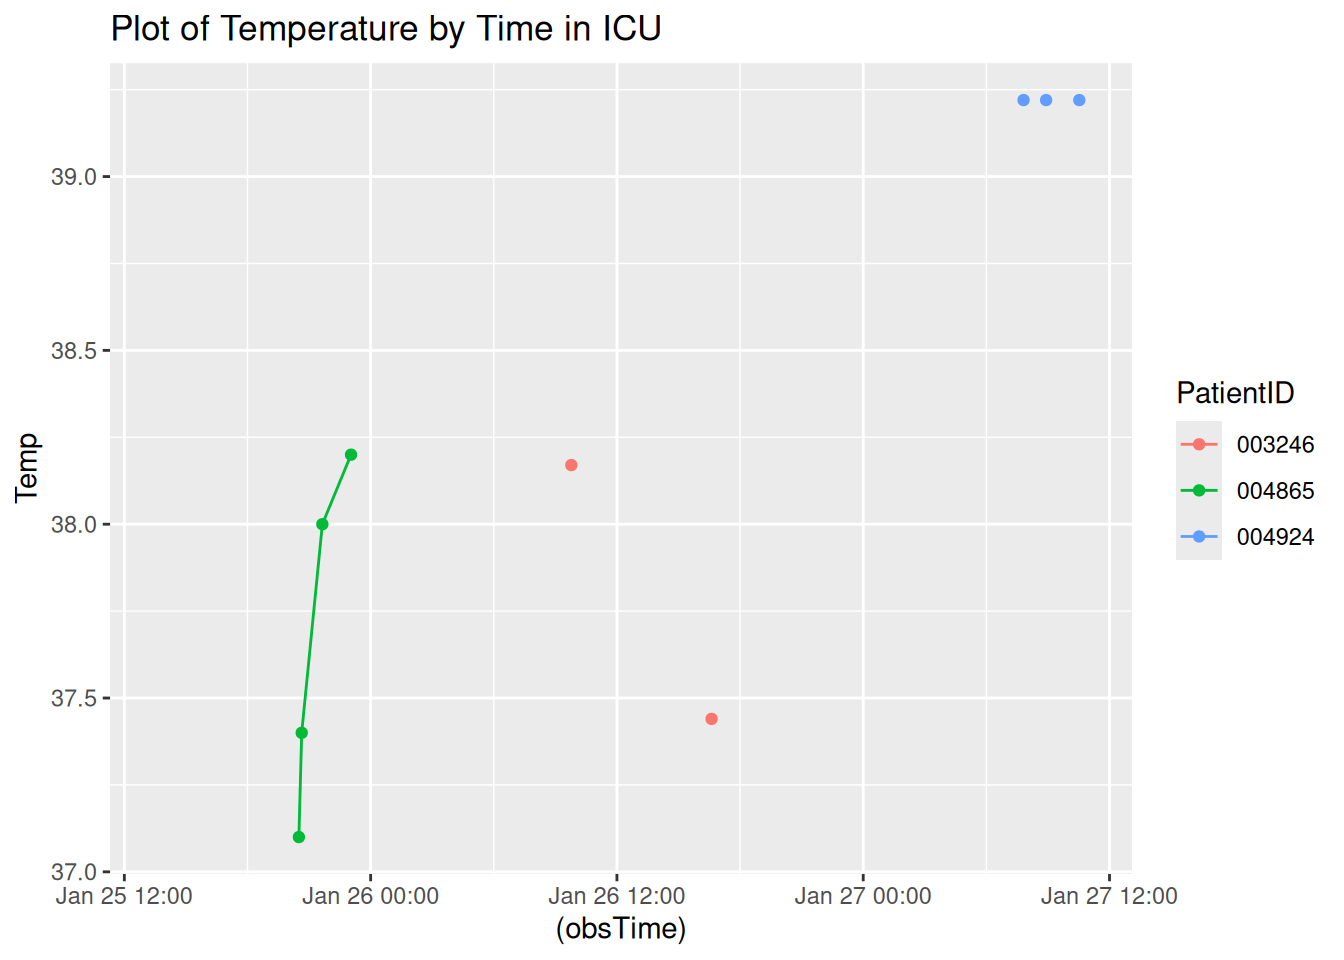 Plot of Temperature by Time in ICU
39.0
38.5
38.0
37.5
37.0
Temp
Jan 25 12:00
Jan 26 00:00
Jan 26 12:00
Jan 27 00:00
Jan 27 12:00
(obsTime)
PatientID
003246
004865
004924